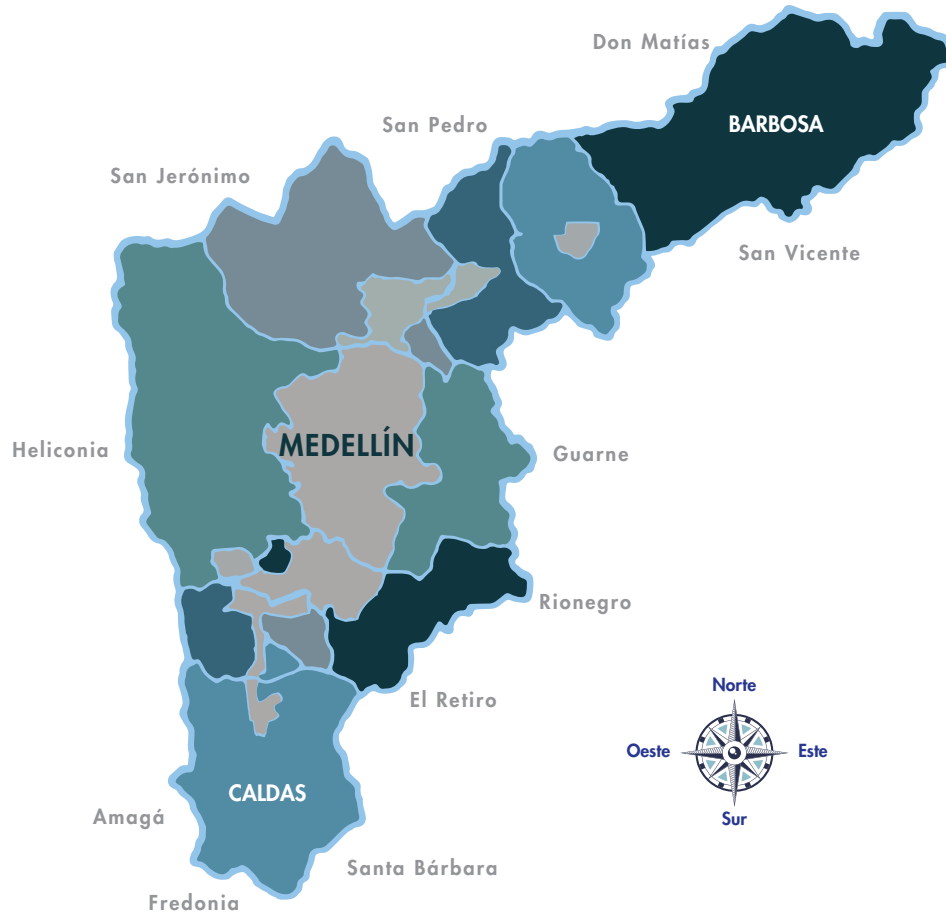 Don Matías
BARBOSA
San Pedro
San Jerónimo
San Vicente
MEDELLÍN
Heliconia
Guarne
Rionegro
El Retiro
Norte
Oeste
Este
Sur
CALDAS
Amagá
Santa Bárbara
Fredonia